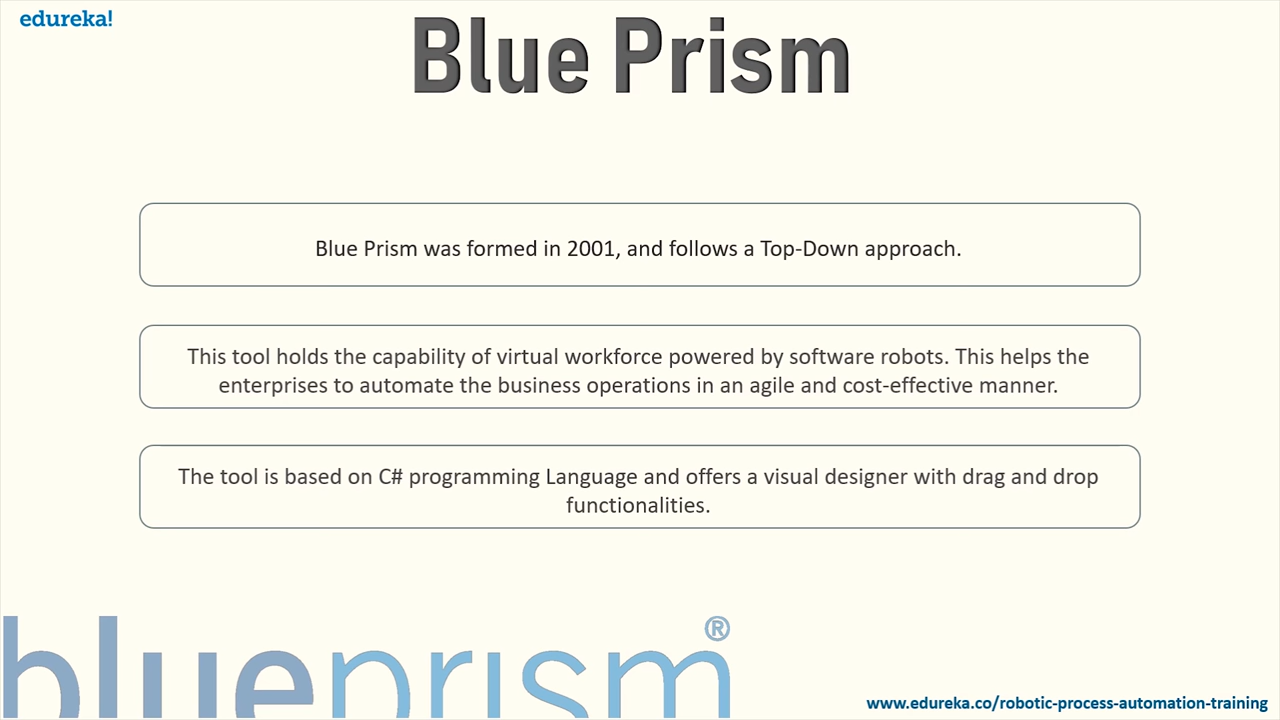 edureka!
Blue Prism
Blue Prism was formed in 2001, and follows a Top-Down approach.
This tool holds the capability of virtual workforce powered by software robots. This helps the
enterprises to automate the business operations in an agile and cost-effective manner.
The tool is based on C# programming Language and offers a visual designer with drag and drop
functionalities.
blueprism®
www.edureka.co/robotic-process-automation-training